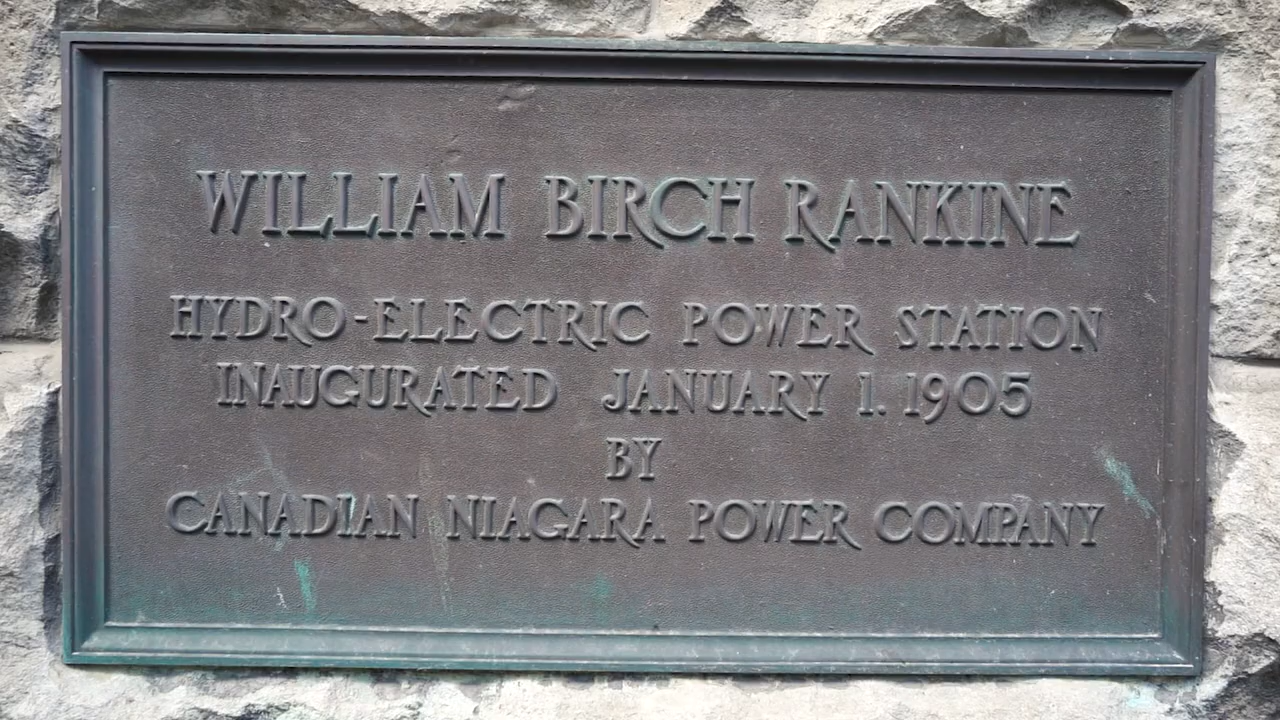 WILLIAM BIRCH RANKINE
HYDRO-ELECTRIC POWER STATION
INAUGURATED JANUARY 1. 1905
BY
CANADIAN NIAGARA POWER COMPANY